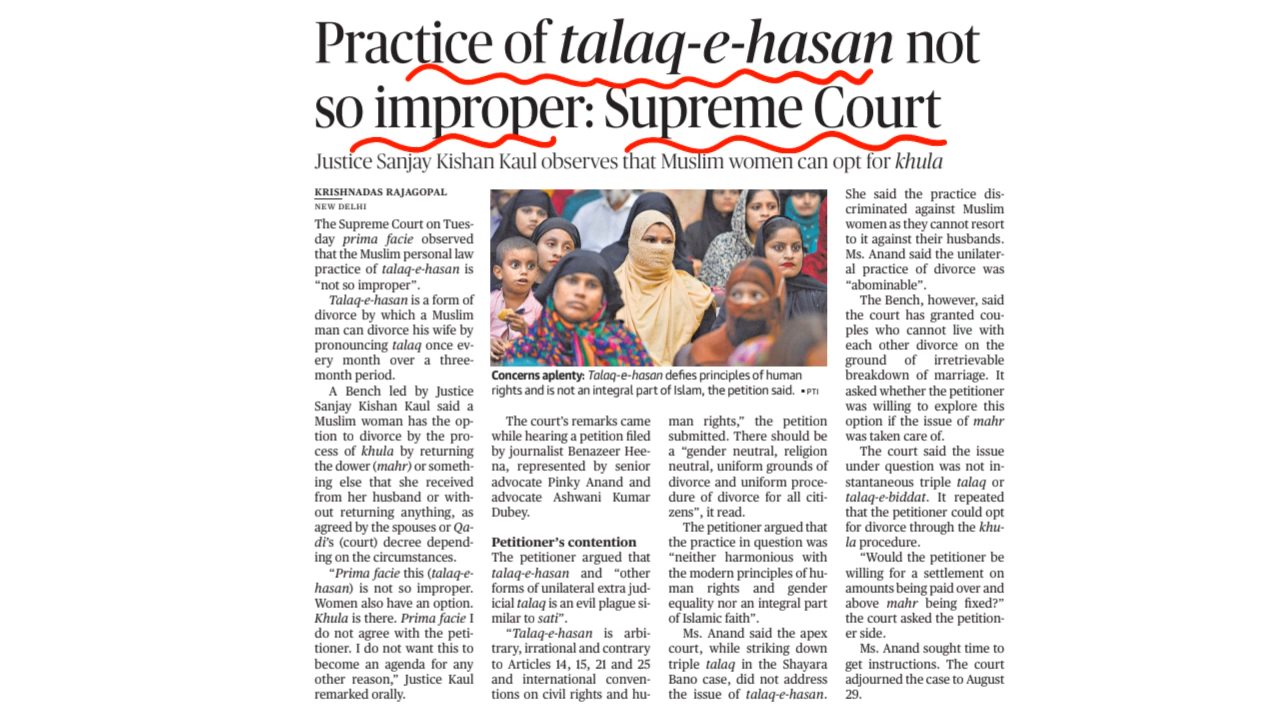 Practice of talaq-e-hasan not
so improper: Supreme Court
Justice Sanjay Kishan Kaul observes that Muslim women can opt for khula
KRISHNADAS RAJAGOPAL
NEW DELHI
The Supreme Court on Tues-
day prima facie observed
that the Muslim personal law
practice of talaq-e-hasan is
“not so improper”.
Talaq-e-hasan is a form of
divorce by which a Muslim
man can divorce his wife by
pronouncing talaq once ev-
ery month over a three-
month period.
A Bench led by Justice
Sanjay Kishan Kaul said a
Muslim woman has the op-
tion to divorce by the pro-
cess of khula by returning
the dower (mahr) or someth-
ing else that she received
from her husband or with-
out returning anything, as
agreed by the spouses or Qa-
di’s (court) decree depend-
ing on the circumstances.
“Prima facie this (talaq-e-
hasan) is not so improper.
Women also have an option.
Khula is there. Prima facie I
do not agree with the peti-
tioner. I do not want this to
become an agenda for any
other reason,” Justice Kaul
remarked orally.
Concerns aplenty: Talaq-e-hasan defies principles of human
rights and is not an integral part of Islam, the petition said. •PTI
The court’s remarks came
while hearing a petition filed
by journalist Benazeer Hee-
na, represented by senior
advocate Pinky Anand and
advocate Ashwani Kumar
Dubey.
Petitioner’s contention
The petitioner argued that
talaq-e-hasan and “other
forms of unilateral extra jud-
icial talaq is an evil plague si-
milar to sati”.
“Talaq-e-hasan is arbi-
trary, irrational and contrary
to Articles 14, 15, 21 and 25
and international conven-
tions on civil rights and hu-
man rights,” the petition
submitted. There should be
a “gender neutral, religion
neutral, uniform grounds of
divorce and uniform proce-
dure of divorce for all citi-
zens”, it read.
The petitioner argued that
the practice in question was
“neither harmonious with
the modern principles of hu-
man rights and gender
equality nor an integral part
of Islamic faith”.
Ms. Anand said the apex
court, while striking down
triple talaq in the Shayara
Bano case, did not address
the issue of talaq-e-hasan.
She said the practice dis-
criminated against Muslim
women as they cannot resort
to it against their husbands.
Ms. Anand said the unilater-
al practice of divorce was
“abominable”.
The Bench, however, said
the court has granted cou-
ples who cannot live with
each other divorce on the
ground of irretrievable
breakdown of marriage. It
asked whether the petitioner
was willing to explore this
option if the issue of mahr
was taken care of.
The court said the issue
under question was not in-
stantaneous triple talaq or
talaq-e-biddat. It repeated
that the petitioner could opt
for divorce through the khu-
la procedure.
“Would the petitioner be
willing for a settlement on
amounts being paid over and
above mahr being fixed?”
the court asked the petition-
er side.
Ms. Anand sought time to
get instructions. The court
adjourned the case to August
29.